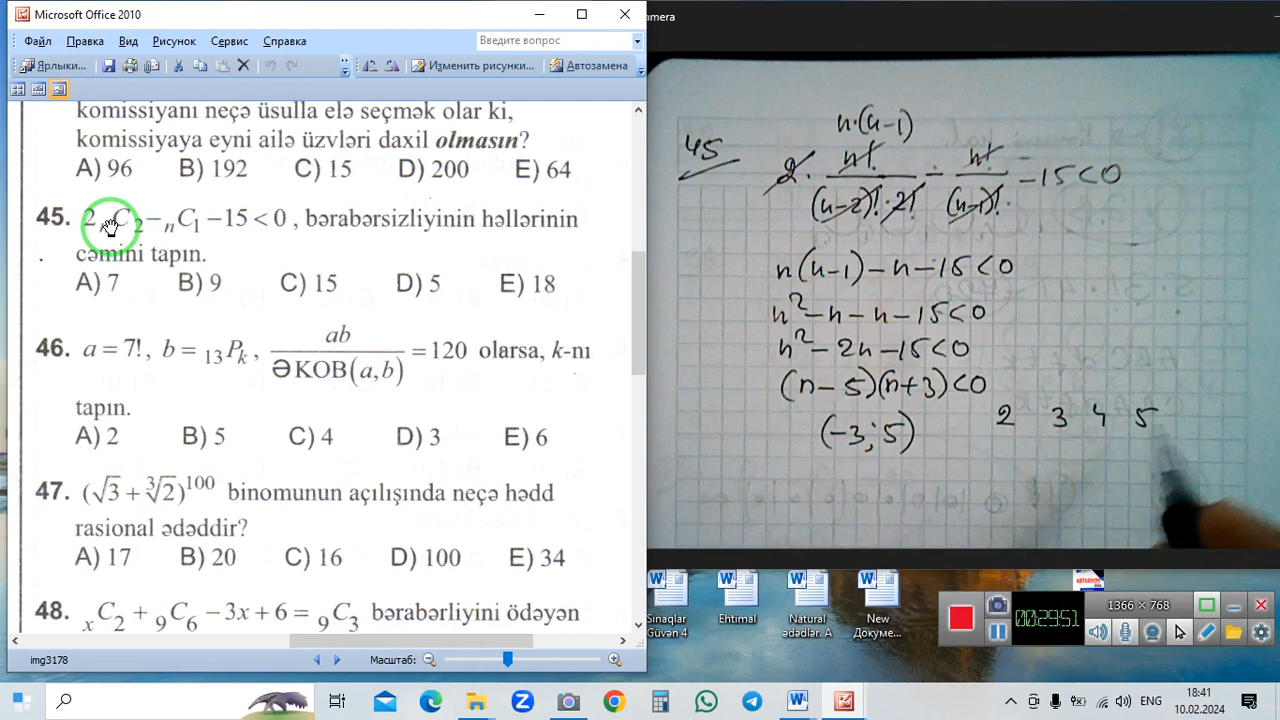 Microsoft Office 2010
amera
Файл Правка Вид Рисунок Сервис Справка
Введите вопрос
Ярлыки... Изменить рисунки... Автозамена
komissiyanı neçə üsulla elə seçmək olar ki,
komissiyaya eyni ailə üzvləri daxil olmasın?
A) 96 B) 192 C) 15 D) 200 E) 64
45. 2 ₙC₂ − ₙC₁ −15 < 0 , bərabərsizliyinin həllərinin
cəmini tapın.
A) 7 B) 9 C) 15 D) 5 E) 18
46. a = 7!, b = ₁₃Pₖ , ab / ƏKOB(a,b) = 120 olarsa, k-nı
tapın.
A) 2 B) 5 C) 4 D) 3 E) 6
47. (√3 + ∛2)¹⁰⁰ binomunun açılışında neçə hədd
rasional ədəddir?
A) 17 B) 20 C) 16 D) 100 E) 34
48. ₓC₂ + ₉C₆ − 3x + 6 = ₉C₃ bərabərliyini ödəyən
img3178 Масштаб:
45
n·(n−1)
2· n!/((n−2)!·2!) − n!/(n−1)! −15<0
n(n−1)−n−15<0
n²−n−n−15<0
n²−2n−15<0
(n−5)(n+3)<0
(−3;5) 2 3 4 5
Sınaqlar Güvən 4
Ehtimal
Natural ədədlər. A
New Докуме...
ABITURIYENT
00:29:51
1366 × 768
ENG
18:41
10.02.2024